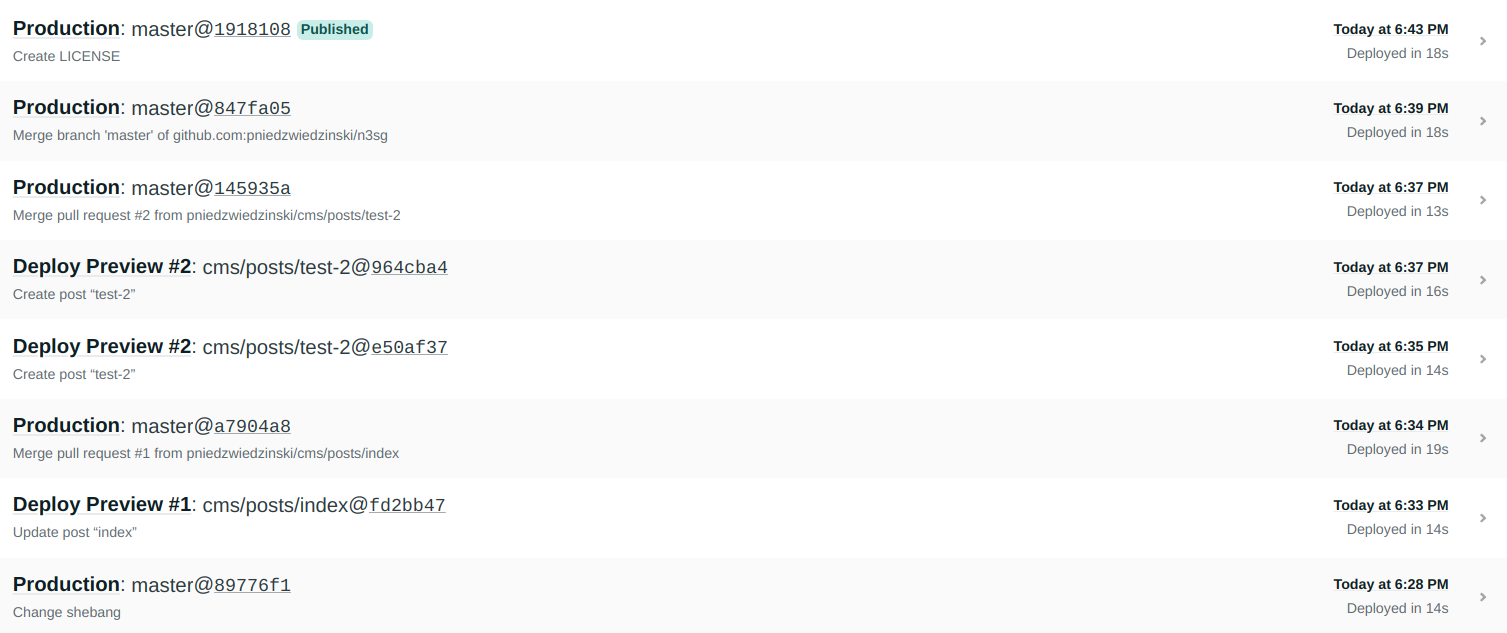 Production: master@1918108 Published
Today at 6:43 PM
Create LICENSE
Deployed in 18s
Production: master@847fa05
Today at 6:39 PM
Merge branch 'master' of github.com:pniedzwiedzinski/n3sg
Deployed in 18s
Production: master@145935a
Today at 6:37 PM
Merge pull request #2 from pniedzwiedzinski/cms/posts/test-2
Deployed in 13s
Deploy Preview #2: cms/posts/test-2@964cba4
Today at 6:37 PM
Create post “test-2”
Deployed in 16s
Deploy Preview #2: cms/posts/test-2@e50af37
Today at 6:35 PM
Create post “test-2”
Deployed in 14s
Production: master@a7904a8
Today at 6:34 PM
Merge pull request #1 from pniedzwiedzinski/cms/posts/index
Deployed in 19s
Deploy Preview #1: cms/posts/index@fd2bb47
Today at 6:33 PM
Update post “index”
Deployed in 14s
Production: master@89776f1
Today at 6:28 PM
Change shebang
Deployed in 14s